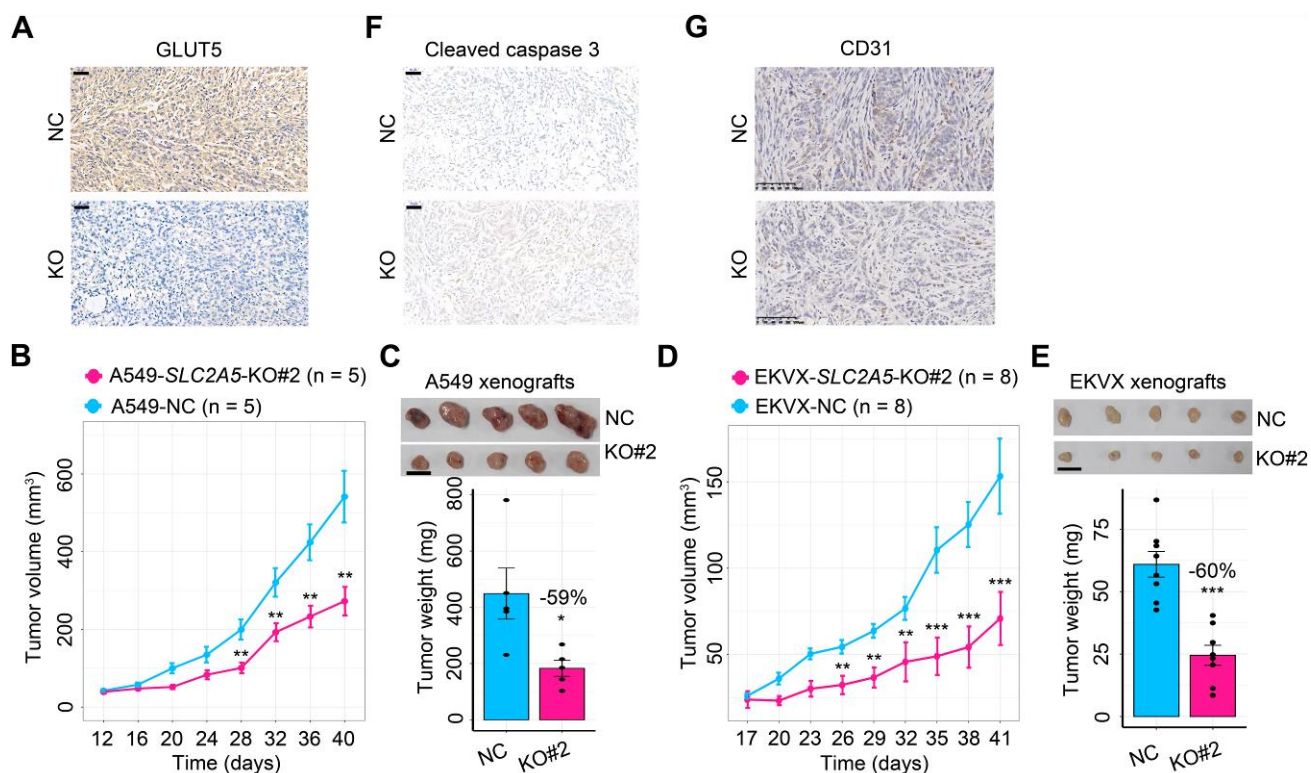 A
GLUT5
NC
KO
F
Cleaved caspase 3
NC
KO
G
CD31
NC
KO
B
A549-SLC2A5-KO#2 (n = 5)
A549-NC (n = 5)
Tumor volume (mm³)
600
400
200
0
**
**
**
**
12 16 20 24 28 32 36 40
Time (days)
C
A549 xenografts
NC
KO#2
Tumor weight (mg)
800
600
400
200
0
-59%
*
NC
KO#2
D
EKVX-SLC2A5-KO#2 (n = 8)
EKVX-NC (n = 8)
Tumor volume (mm³)
150
100
50
**
**
**
***
***
***
17 20 23 26 29 32 35 38 41
Time (days)
E
EKVX xenografts
NC
KO#2
Tumor weight (mg)
75
50
25
0
-60%
***
NC
KO#2